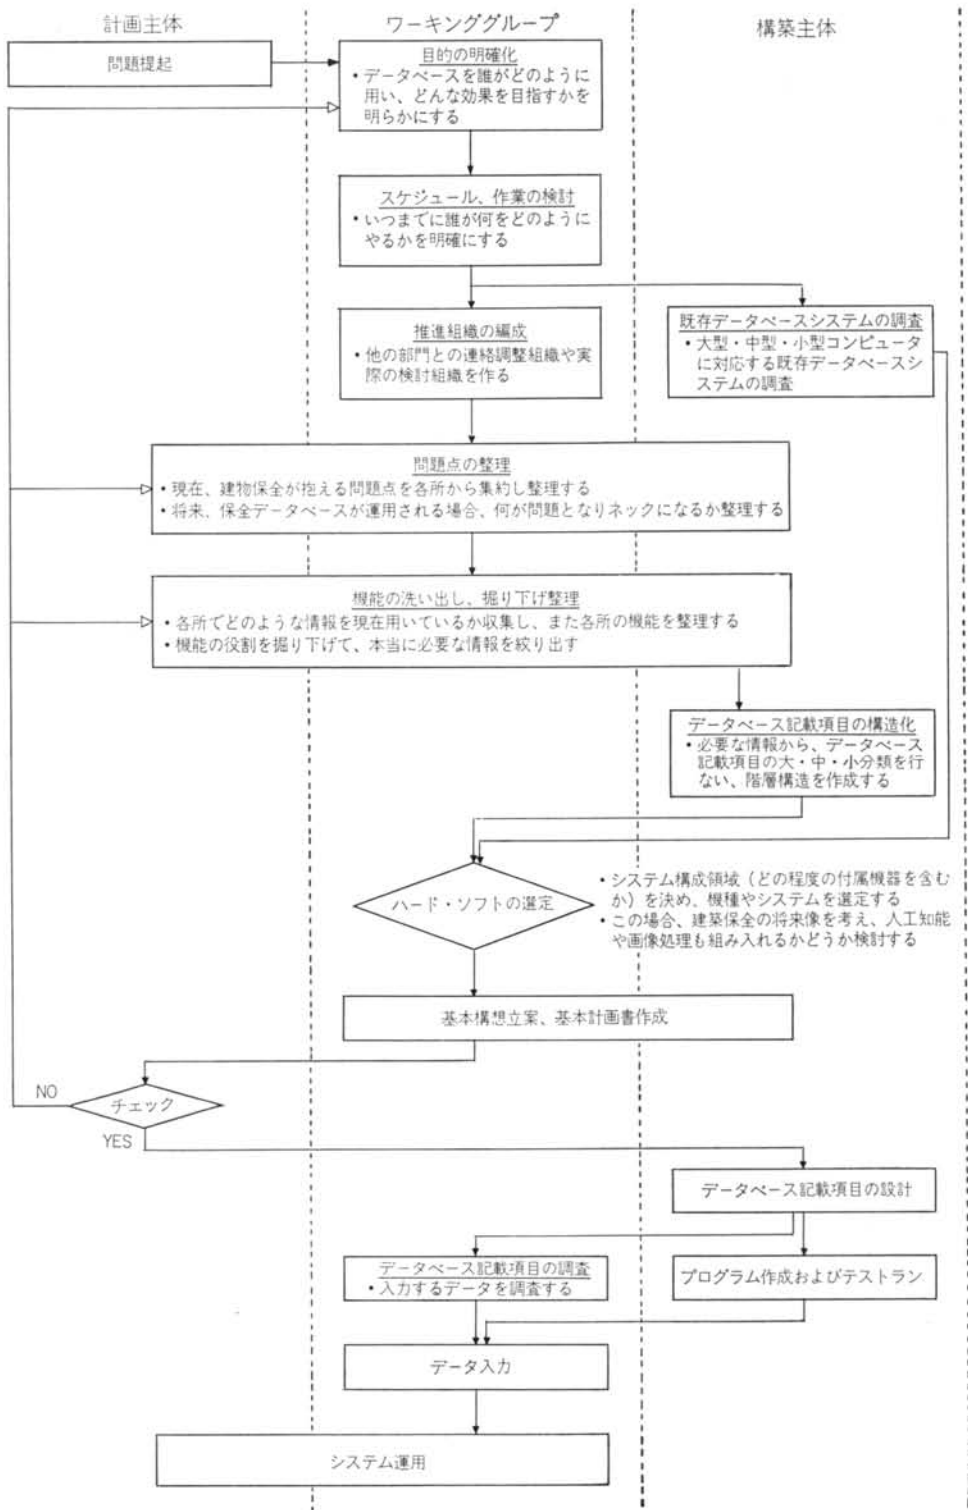 計画主体
ワーキンググループ
構築主体
問題提起
目的の明確化
• データベースを誰がどのように
用い、どんな効果を目指すかを
明らかにする
スケジュール、作業の検討
• いつまでに誰が何をどのように
やるかを明確にする
推進組織の編成
• 他の部門との連絡調整組織や実
際の検討組織を作る
既存データベースシステムの調査
• 大型・中型・小型コンピュータ
に対応する既存データベースシ
ステムの調査
問題点の整理
• 現在、建物保全が抱える問題点を各所から集約し整理する
• 将来、保全データベースが運用される場合、何が問題となりネックになるか整理する
機能の洗い出し、掘り下げ整理
• 各所でどのような情報を現在用いているか収集し、また各所の機能を整理する
• 機能の役割を掘り下げて、本当に必要な情報を絞り出す
データベース記載項目の構造化
• 必要な情報から、データベース
記載項目の大・中・小分類を行
ない、階層構造を作成する
ハード・ソフトの選定
• システム構成領域（どの程度の付属機器を含む
か）を決め、機種やシステムを選定する
• この場合、建築保全の将来像を考え、人工知能
や画像処理も組み入れるかどうか検討する
基本構想立案、基本計画書作成
NO
チェック
YES
データベース記載項目の設計
データベース記載項目の調査
• 入力するデータを調査する
プログラム作成およびテストラン
データ入力
システム運用